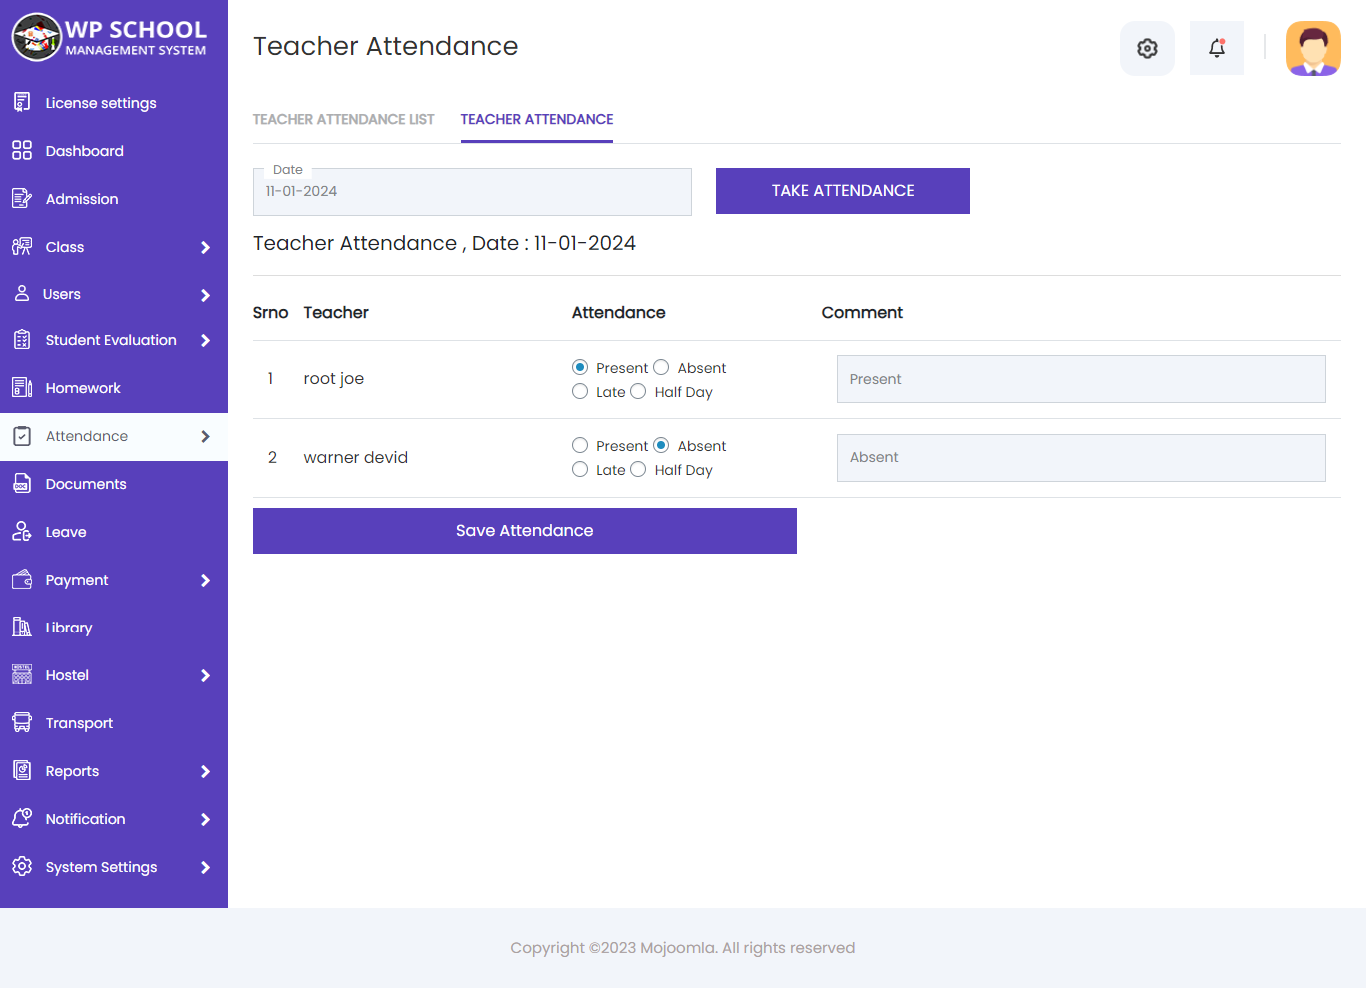 WP SCHOOL
MANAGEMENT SYSTEM
License settings
Dashboard
Admission
Class
Users
Student Evaluation
Homework
Attendance
Documents
Leave
Payment
Library
Hostel
Transport
Reports
Notification
System Settings
Teacher Attendance
TEACHER ATTENDANCE LIST TEACHER ATTENDANCE
Date
11-01-2024
TAKE ATTENDANCE
Teacher Attendance , Date : 11-01-2024
Srno Teacher Attendance Comment
1 root joe Present Absent
Late Half Day
Present
2 warner devid Present Absent
Late Half Day
Absent
Save Attendance
Copyright ©2023 Mojoomla. All rights reserved